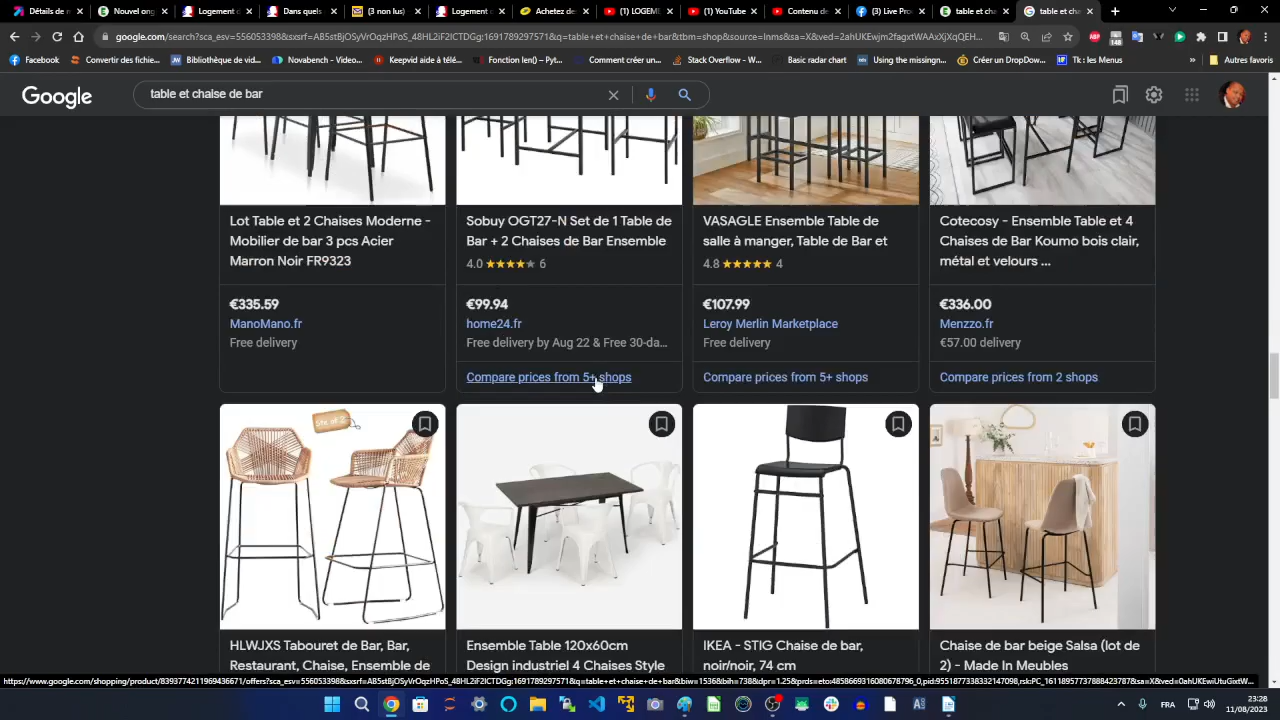 Détails de m
Nouvel ong
Logement e
Dans quels
(3 non lus)
Logement c
Achetez de
(1) LOGEMI
(1) YouTube
Contenu de
(3) Live Pro
table et cha
table et cha
google.com/search?sca_esv=556053398&sxsrf=AB5stBjOSyVrOqzHPoS_48HL2iF2lCTDGg:1691789297571&q=table+et+chaise+de+bar&tbm=shop&source=lnms&sa=X&ved=2ahUKEwjm2fagxtWAAxXjXqQEH...
Facebook
Convertir des fichier...
Bibliothèque de vid...
Novabench - Video...
Keepvid aide à télé...
Fonction len() – Pyt...
Comment créer un...
Stack Overflow - W...
Basic radar chart
Using the missingn...
Créer un DropDow...
Tk : les Menus
»
Autres favoris
Google
table et chaise de bar
Lot Table et 2 Chaises Moderne -
Mobilier de bar 3 pcs Acier
Marron Noir FR9323
€335.59
ManoMano.fr
Free delivery
Sobuy OGT27-N Set de 1 Table de
Bar + 2 Chaises de Bar Ensemble
4.0 ★★★★★ 6
€99.94
home24.fr
Free delivery by Aug 22 & Free 30-da...
Compare prices from 5+ shops
VASAGLE Ensemble Table de
salle à manger, Table de Bar et
4.8 ★★★★★ 4
€107.99
Leroy Merlin Marketplace
Free delivery
Compare prices from 5+ shops
Cotecosy - Ensemble Table et 4
Chaises de Bar Koumo bois clair,
métal et velours ...
€336.00
Menzzo.fr
€57.00 delivery
Compare prices from 2 shops
Set of 2
HLWJXS Tabouret de Bar, Bar,
Restaurant, Chaise, Ensemble de
Ensemble Table 120x60cm
Design industriel 4 Chaises Style
IKEA - STIG Chaise de bar,
noir/noir, 74 cm
Chaise de bar beige Salsa (lot de
2) - Made In Meubles
FRA
23:28
11/08/2023